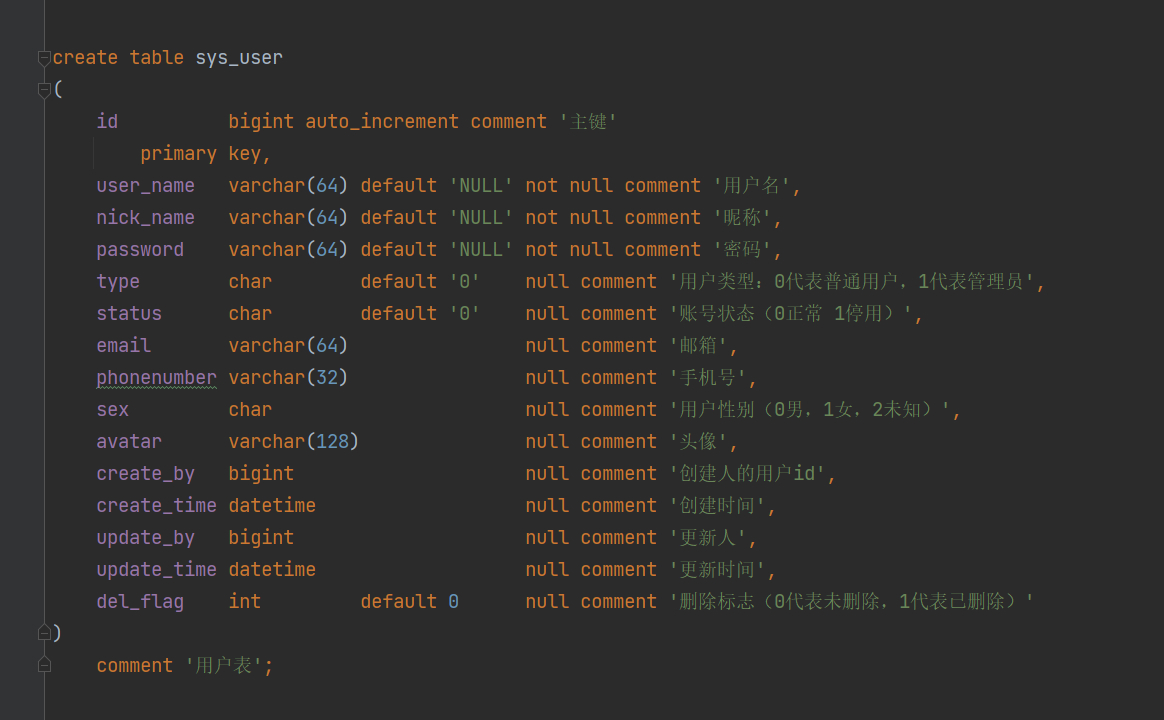 create table sys_user
(
    id          bigint auto_increment comment '主键'
        primary key,
    user_name   varchar(64) default 'NULL' not null comment '用户名',
    nick_name   varchar(64) default 'NULL' not null comment '昵称',
    password    varchar(64) default 'NULL' not null comment '密码',
    type        char        default '0'    null comment '用户类型：0代表普通用户，1代表管理员',
    status      char        default '0'    null comment '账号状态（0正常 1停用）',
    email       varchar(64)                null comment '邮箱',
    phonenumber varchar(32)                null comment '手机号',
    sex         char                       null comment '用户性别（0男，1女，2未知）',
    avatar      varchar(128)               null comment '头像',
    create_by   bigint                     null comment '创建人的用户id',
    create_time datetime                   null comment '创建时间',
    update_by   bigint                     null comment '更新人',
    update_time datetime                   null comment '更新时间',
    del_flag    int         default 0      null comment '删除标志（0代表未删除，1代表已删除）'
)
    comment '用户表';